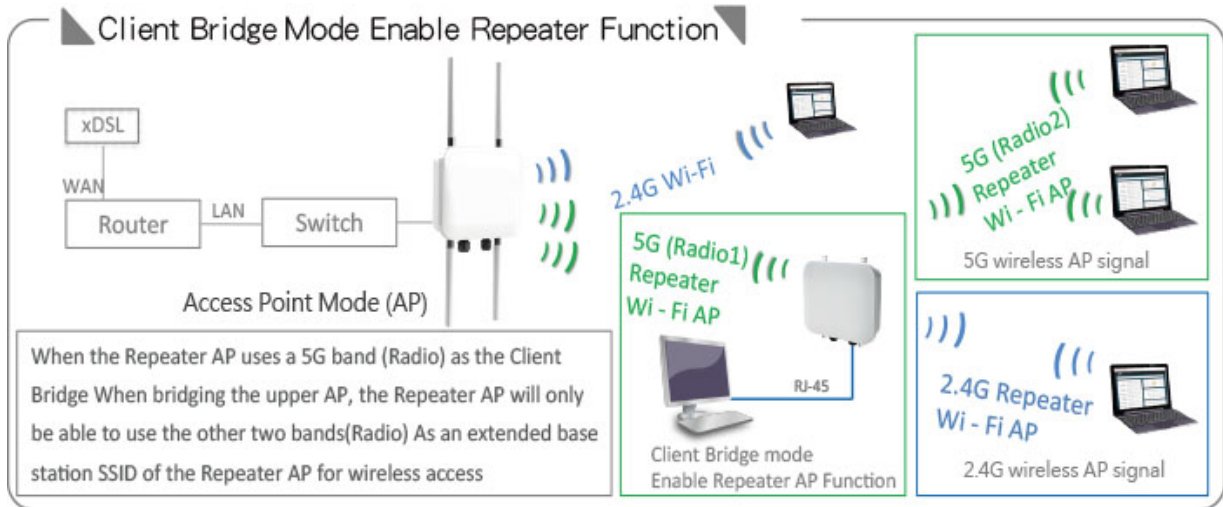 Client Bridge Mode Enable Repeater Function
xDSL
WAN
Router
LAN
Switch
Access Point Mode (AP)
When the Repeater AP uses a 5G band (Radio) as the Client
Bridge When bridging the upper AP, the Repeater AP will only
be able to use the other two bands(Radio) As an extended base
station SSID of the Repeater AP for wireless access
2.4G Wi-Fi
5G (Radio1)
Repeater
Wi - Fi AP
RJ-45
Client Bridge mode
Enable Repeater AP Function
5G (Radio2)
Repeater
Wi - Fi AP
5G wireless AP signal
2.4G Repeater
Wi - Fi AP
2.4G wireless AP signal